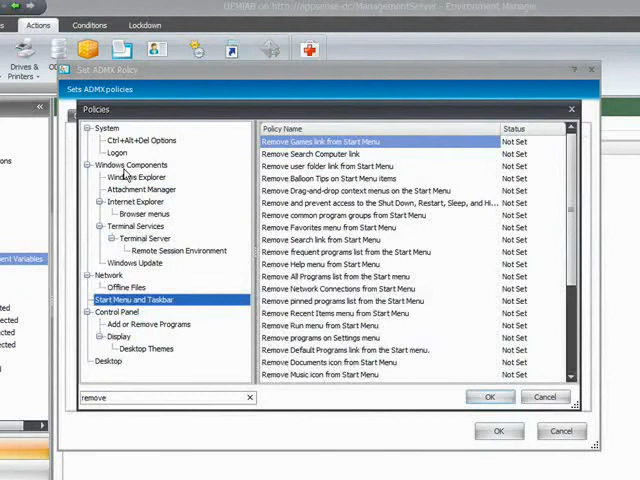 Actions
Conditions
Lockdown
Drives &
Printers
Set ADMX Policy
Sets ADMX policies
Policies
System
Ctrl+Alt+Del Options
Logon
Windows Components
Windows Explorer
Attachment Manager
Internet Explorer
Browser menus
Terminal Services
Terminal Server
Remote Session Environment
Windows Update
Network
Offline Files
Start Menu and Taskbar
Control Panel
Add or Remove Programs
Display
Desktop Themes
Desktop
Policy Name Status
Remove Games link from Start Menu Not Set
Remove Search Computer link Not Set
Remove user folder link from Start Menu Not Set
Remove Balloon Tips on Start Menu items Not Set
Remove Drag-and-drop context menus on the Start Menu Not Set
Remove and prevent access to the Shut Down, Restart, Sleep, and Hi... Not Set
Remove common program groups from Start Menu Not Set
Remove Favorites menu from Start Menu Not Set
Remove Search link from Start Menu Not Set
Remove frequent programs list from the Start Menu Not Set
Remove Help menu from Start Menu Not Set
Remove All Programs list from the Start menu Not Set
Remove Network Connections from Start Menu Not Set
Remove pinned programs list from the Start Menu Not Set
Remove Recent Items menu from Start Menu Not Set
Remove Run menu from Start Menu Not Set
Remove programs on Settings menu Not Set
Remove Default Programs link from the Start menu. Not Set
Remove Documents icon from Start Menu Not Set
Remove Music icon from Start Menu Not Set
remove
OK Cancel
OK Cancel